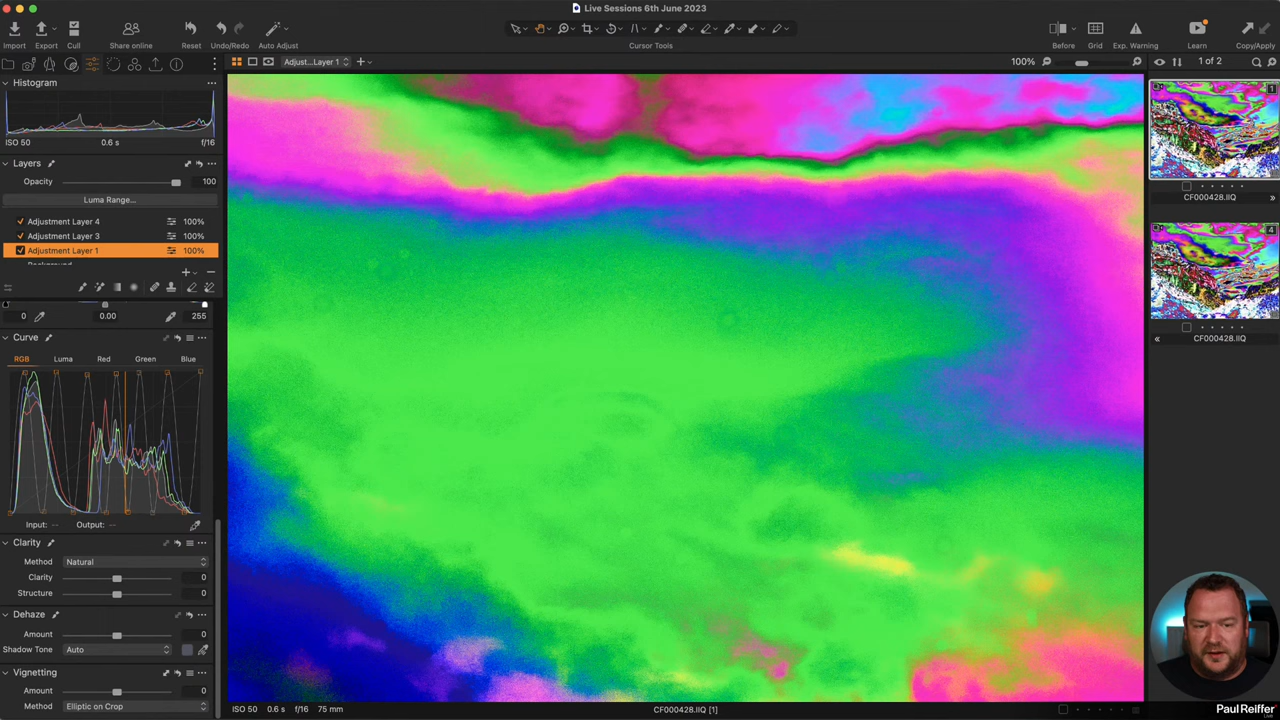 Live Sessions 6th June 2023
Import Export Cull Share online Reset Undo/Redo Auto Adjust Cursor Tools Before Grid Exp. Warning Learn Copy/Apply
Adjust...Layer 1
100%
1 of 2
Histogram
ISO 50 0.6 s f/16
Layers
Opacity 100
Luma Range...
Adjustment Layer 4 100%
Adjustment Layer 3 100%
Adjustment Layer 1 100%
0 0.00 255
Curve
RGB Luma Red Green Blue
Input: -- Output: --
Clarity
Method Natural
Clarity 0
Structure 0
Dehaze
Amount 0
Shadow Tone Auto
Vignetting
Amount 0
Method Elliptic on Crop
ISO 50 0.6 s f/16 75 mm
CF000428.IIQ [1]
1
CF000428.IIQ
4
CF000428.IIQ
Paul Reiffer
Live